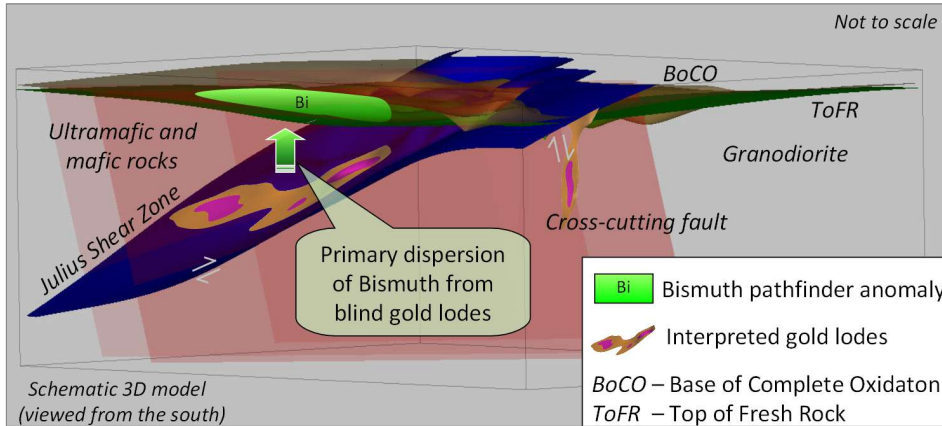 Not to scale
BoCO
Bi
ToFR
Ultramafic and
mafic rocks
Granodiorite
Julius Shear Zone
Cross-cutting fault
Primary dispersion
of Bismuth from
blind gold lodes
Bi Bismuth pathfinder anomaly
Interpreted gold lodes
BoCO – Base of Complete Oxidaton
ToFR – Top of Fresh Rock
Schematic 3D model
(viewed from the south)